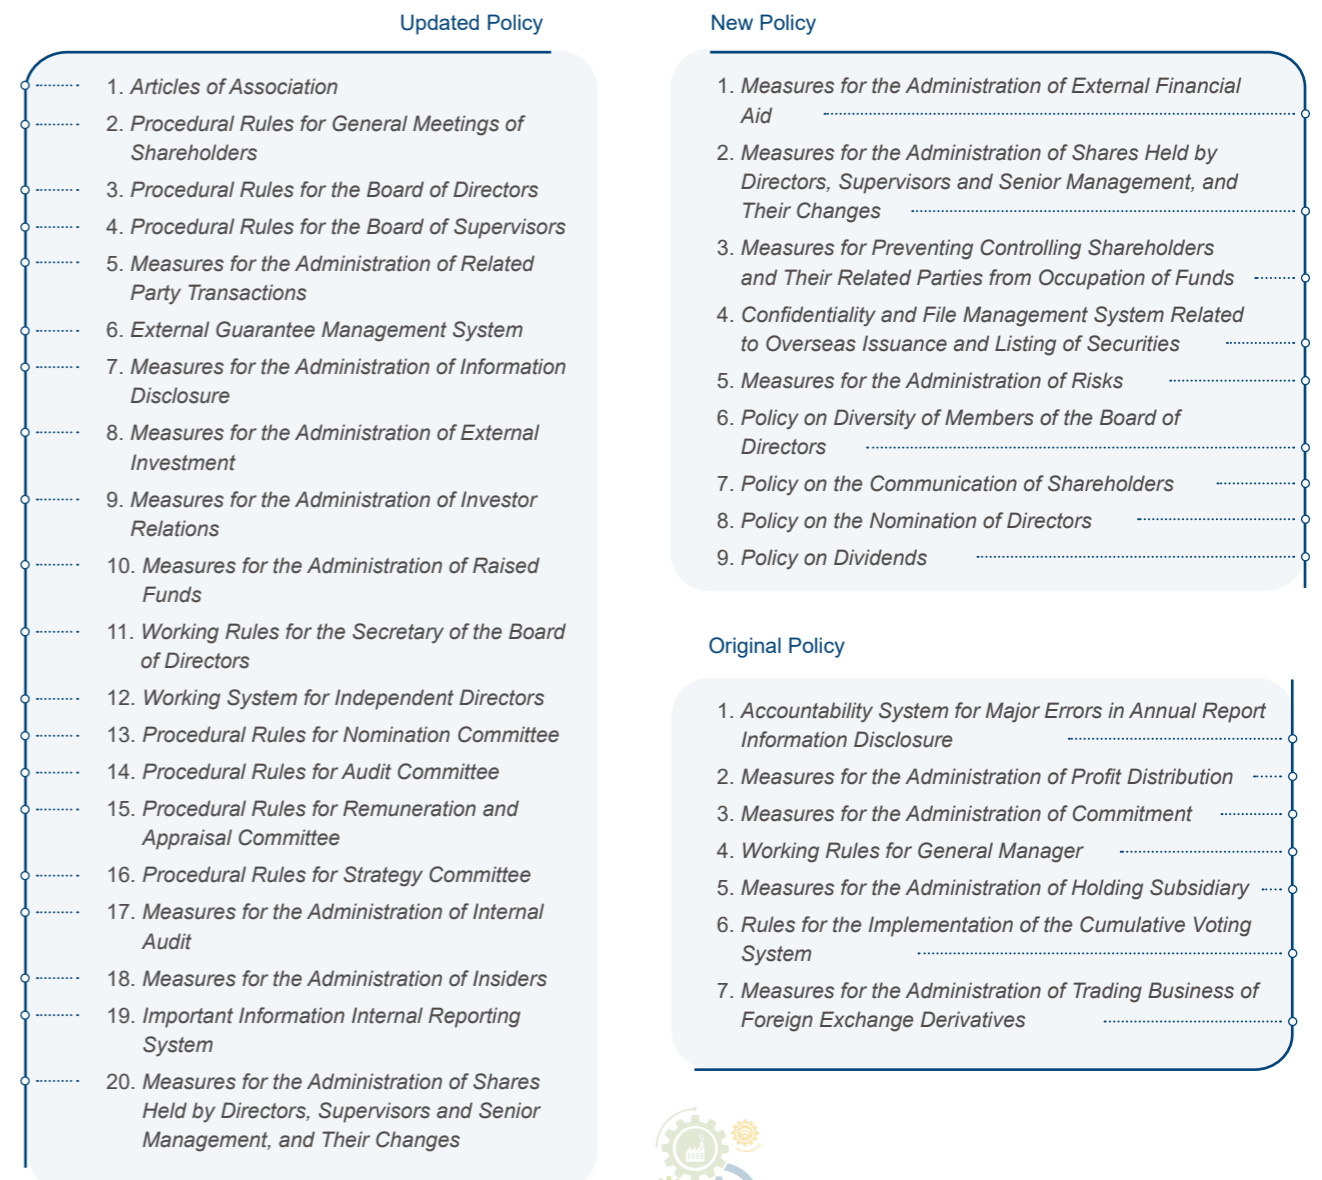 Updated Policy
1. Articles of Association
2. Procedural Rules for General Meetings of
Shareholders
3. Procedural Rules for the Board of Directors
4. Procedural Rules for the Board of Supervisors
5. Measures for the Administration of Related
Party Transactions
6. External Guarantee Management System
7. Measures for the Administration of Information
Disclosure
8. Measures for the Administration of External
Investment
9. Measures for the Administration of Investor
Relations
10. Measures for the Administration of Raised
Funds
11. Working Rules for the Secretary of the Board
of Directors
12. Working System for Independent Directors
13. Procedural Rules for Nomination Committee
14. Procedural Rules for Audit Committee
15. Procedural Rules for Remuneration and
Appraisal Committee
16. Procedural Rules for Strategy Committee
17. Measures for the Administration of Internal
Audit
18. Measures for the Administration of Insiders
19. Important Information Internal Reporting
System
20. Measures for the Administration of Shares
Held by Directors, Supervisors and Senior
Management, and Their Changes
New Policy
1. Measures for the Administration of External Financial
Aid
2. Measures for the Administration of Shares Held by
Directors, Supervisors and Senior Management, and
Their Changes
3. Measures for Preventing Controlling Shareholders
and Their Related Parties from Occupation of Funds
4. Confidentiality and File Management System Related
to Overseas Issuance and Listing of Securities
5. Measures for the Administration of Risks
6. Policy on Diversity of Members of the Board of
Directors
7. Policy on the Communication of Shareholders
8. Policy on the Nomination of Directors
9. Policy on Dividends
Original Policy
1. Accountability System for Major Errors in Annual Report
Information Disclosure
2. Measures for the Administration of Profit Distribution
3. Measures for the Administration of Commitment
4. Working Rules for General Manager
5. Measures for the Administration of Holding Subsidiary
6. Rules for the Implementation of the Cumulative Voting
System
7. Measures for the Administration of Trading Business of
Foreign Exchange Derivatives